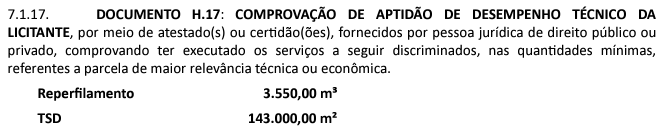 7.1.17. DOCUMENTO H.17: COMPROVAÇÃO DE APTIDÃO DE DESEMPENHO TÉCNICO DA
LICITANTE, por meio de atestado(s) ou certidão(ões), fornecidos por pessoa jurídica de direito público ou
privado, comprovando ter executado os serviços a seguir discriminados, nas quantidades mínimas,
referentes a parcela de maior relevância técnica ou econômica.
Reperfilamento 3.550,00 m³
TSD 143.000,00 m²